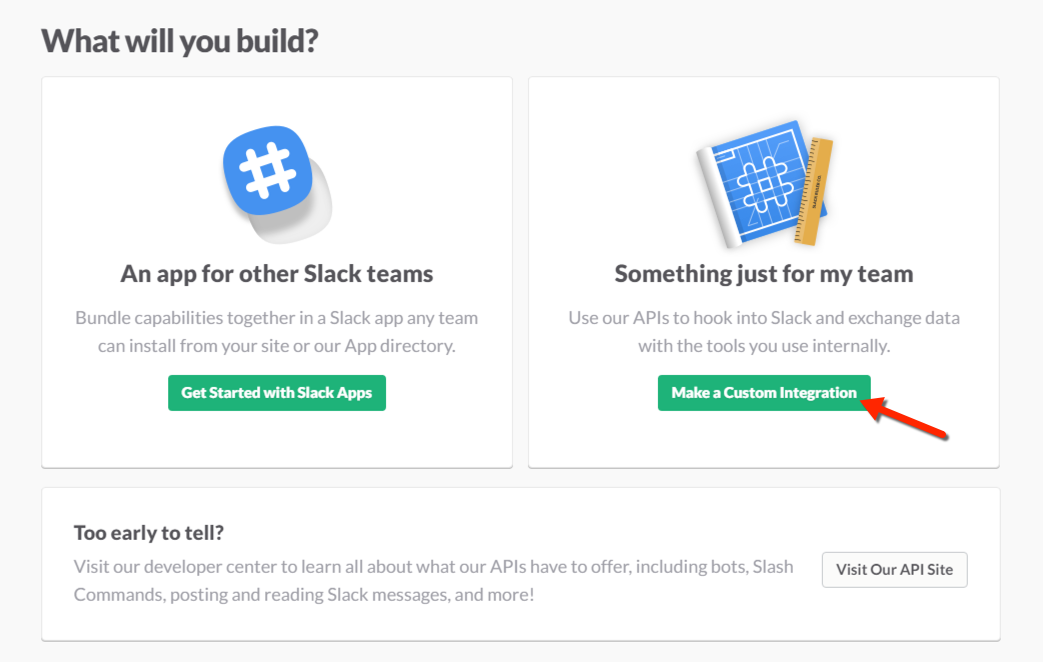 What will you build?
An app for other Slack teams
Bundle capabilities together in a Slack app any team
can install from your site or our App directory.
Get Started with Slack Apps
Something just for my team
Use our APIs to hook into Slack and exchange data
with the tools you use internally.
Make a Custom Integration
Too early to tell?
Visit our developer center to learn all about what our APIs have to offer, including bots, Slash
Commands, posting and reading Slack messages, and more!
Visit Our API Site